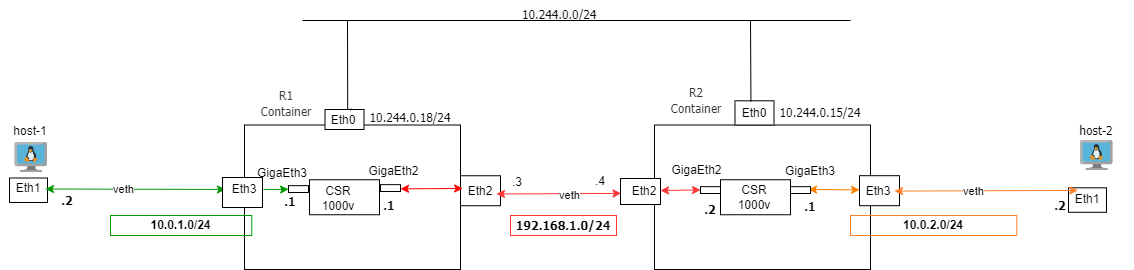 10.244.0.0/24
R1
Container
R2
Container
Eth0
10.244.0.18/24
Eth0
10.244.0.15/24
host-1
host-2
GigaEth3
GigaEth2
GigaEth2
GigaEth3
Eth1
veth
Eth3
CSR
1000v
Eth2
.3
veth
.4
Eth2
CSR
1000v
Eth3
veth
Eth1
.2
.1
.1
.2
.1
.2
10.0.1.0/24
192.168.1.0/24
10.0.2.0/24